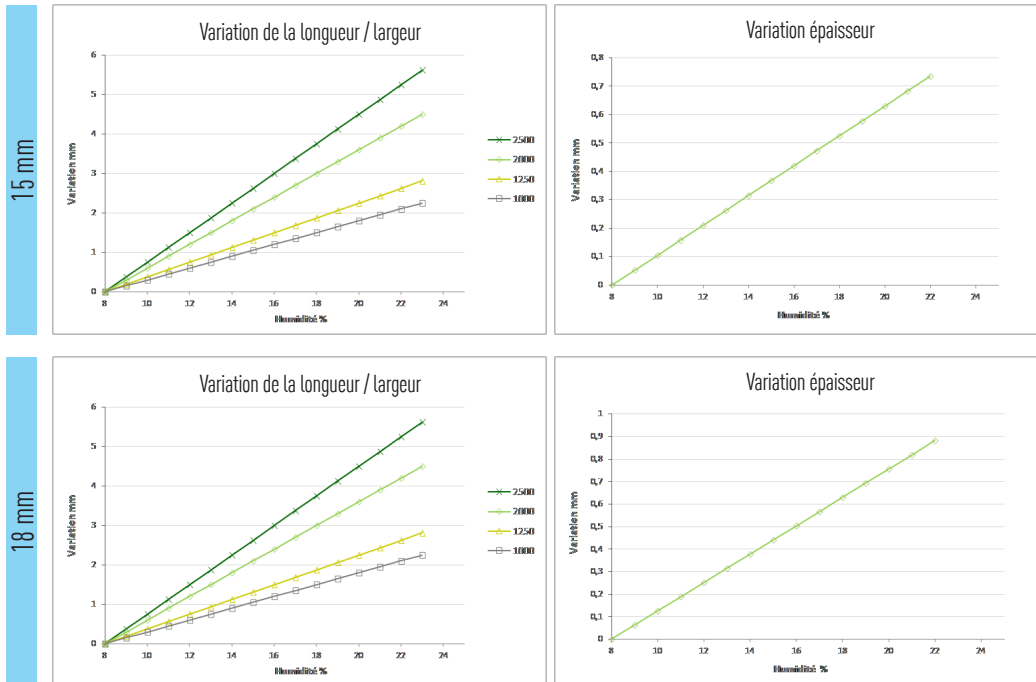 15 mm
Variation de la longueur / largeur
Variation mm
6
5
4
3
2
1
0
8 10 12 14 16 18 20 22 24
Humidité %
2500
2000
1250
1000
Variation épaisseur
Variation mm
0,8
0,7
0,6
0,5
0,4
0,3
0,2
0,1
0
8 10 12 14 16 18 20 22 24
Humidité %
18 mm
Variation de la longueur / largeur
Variation mm
6
5
4
3
2
1
0
8 10 12 14 16 18 20 22 24
Humidité %
2500
2000
1250
1000
Variation épaisseur
Variation mm
1
0,9
0,8
0,7
0,6
0,5
0,4
0,3
0,2
0,1
0
8 10 12 14 16 18 20 22 24
Humidité %